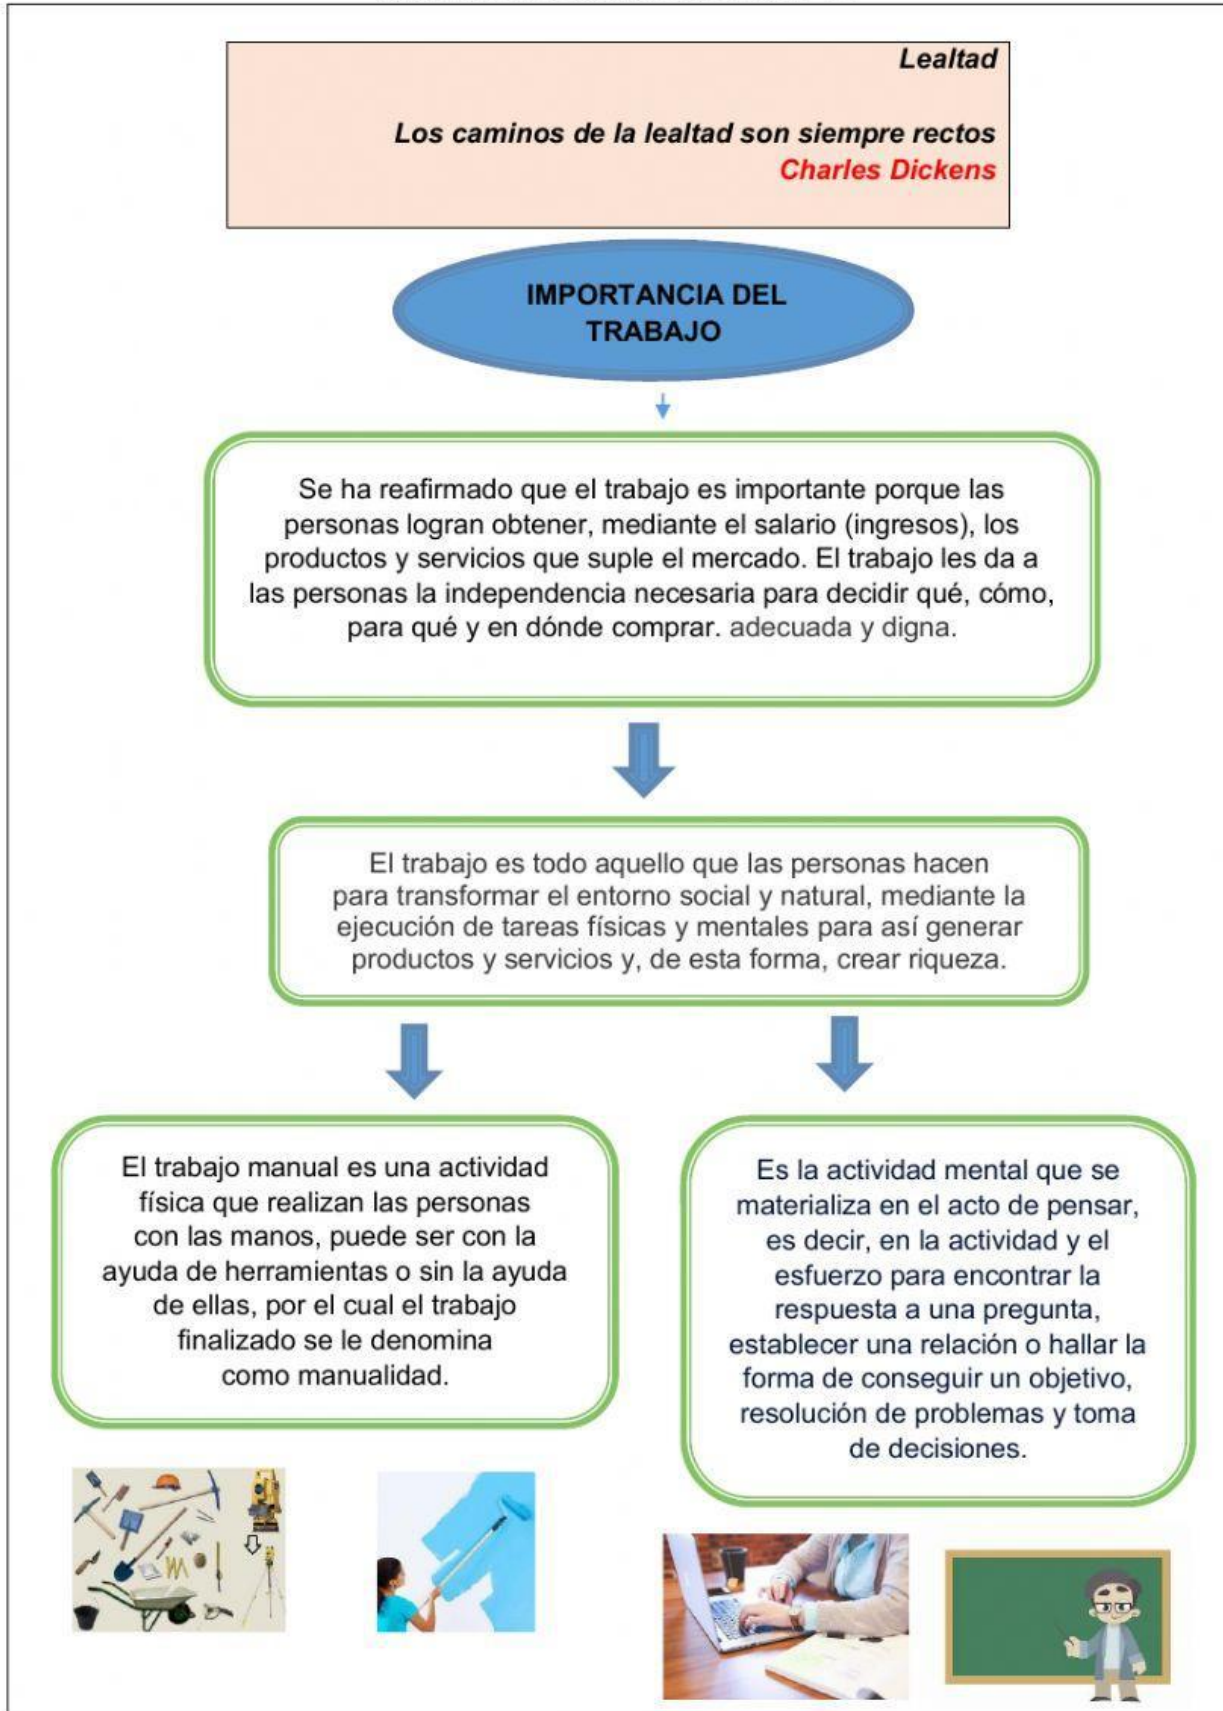 Lealtad
Los caminos de la lealtad son siempre rectos
Charles Dickens
IMPORTANCIA DEL
TRABAJO
Se ha reafirmado que el trabajo es importante porque las
personas logran obtener, mediante el salario (ingresos), los
productos y servicios que suple el mercado. El trabajo les da a
las personas la independencia necesaria para decidir qué, cómo,
para qué y en dónde comprar. adecuada y digna.
El trabajo es todo aquello que las personas hacen
para transformar el entorno social y natural, mediante la
ejecución de tareas físicas y mentales para así generar
productos y servicios y, de esta forma, crear riqueza.
El trabajo manual es una actividad
física que realizan las personas
con las manos, puede ser con la
ayuda de herramientas o sin la ayuda
de ellas, por el cual el trabajo
finalizado se le denomina
como manualidad.
Es la actividad mental que se
materializa en el acto de pensar,
es decir, en la actividad y el
esfuerzo para encontrar la
respuesta a una pregunta,
establecer una relación o hallar la
forma de conseguir un objetivo,
resolución de problemas y toma
de decisiones.